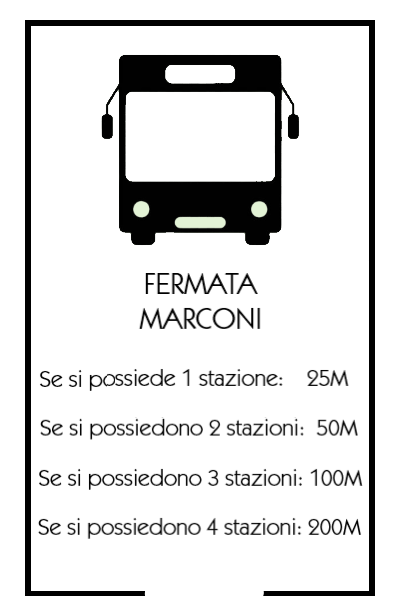 FERMATA
MARCONI
Se si possiede 1 stazione: 25M
Se si possiedono 2 stazioni: 50M
Se si possiedono 3 stazioni: 100M
Se si possiedono 4 stazioni: 200M